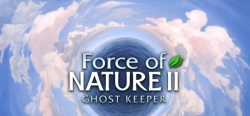 Force of
NATURE II
GHOST KEEPER